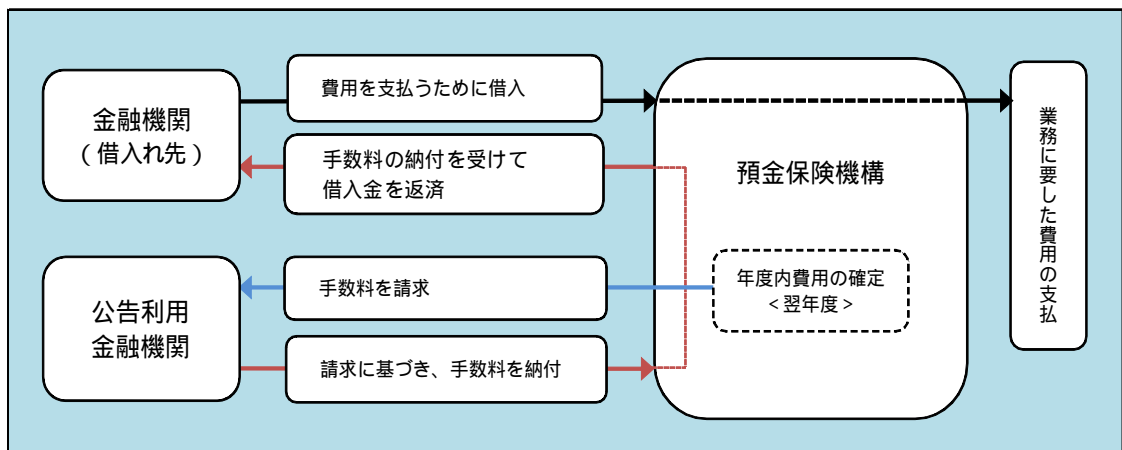 金融機関
（借入れ先）
費用を支払うために借入
手数料の納付を受けて
借入金を返済
預金保険機構
業務に要した費用の支払
公告利用
金融機関
手数料を請求
年度内費用の確定
＜翌年度＞
請求に基づき、手数料を納付